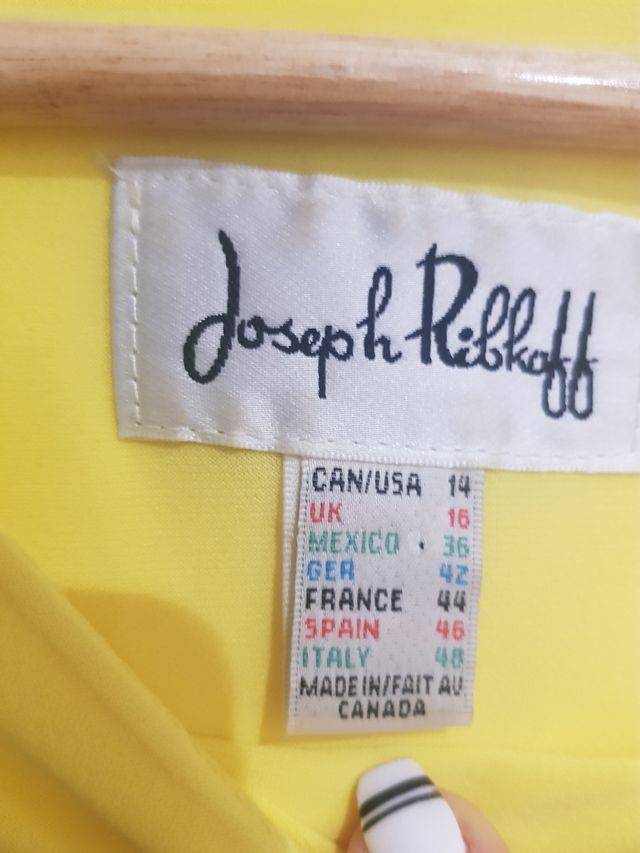 Joseph Ribkoff
CAN/USA 14
UK 16
MEXICO 36
GER 42
FRANCE 44
SPAIN 46
ITALY 48
MADE IN/FAIT AU
CANADA